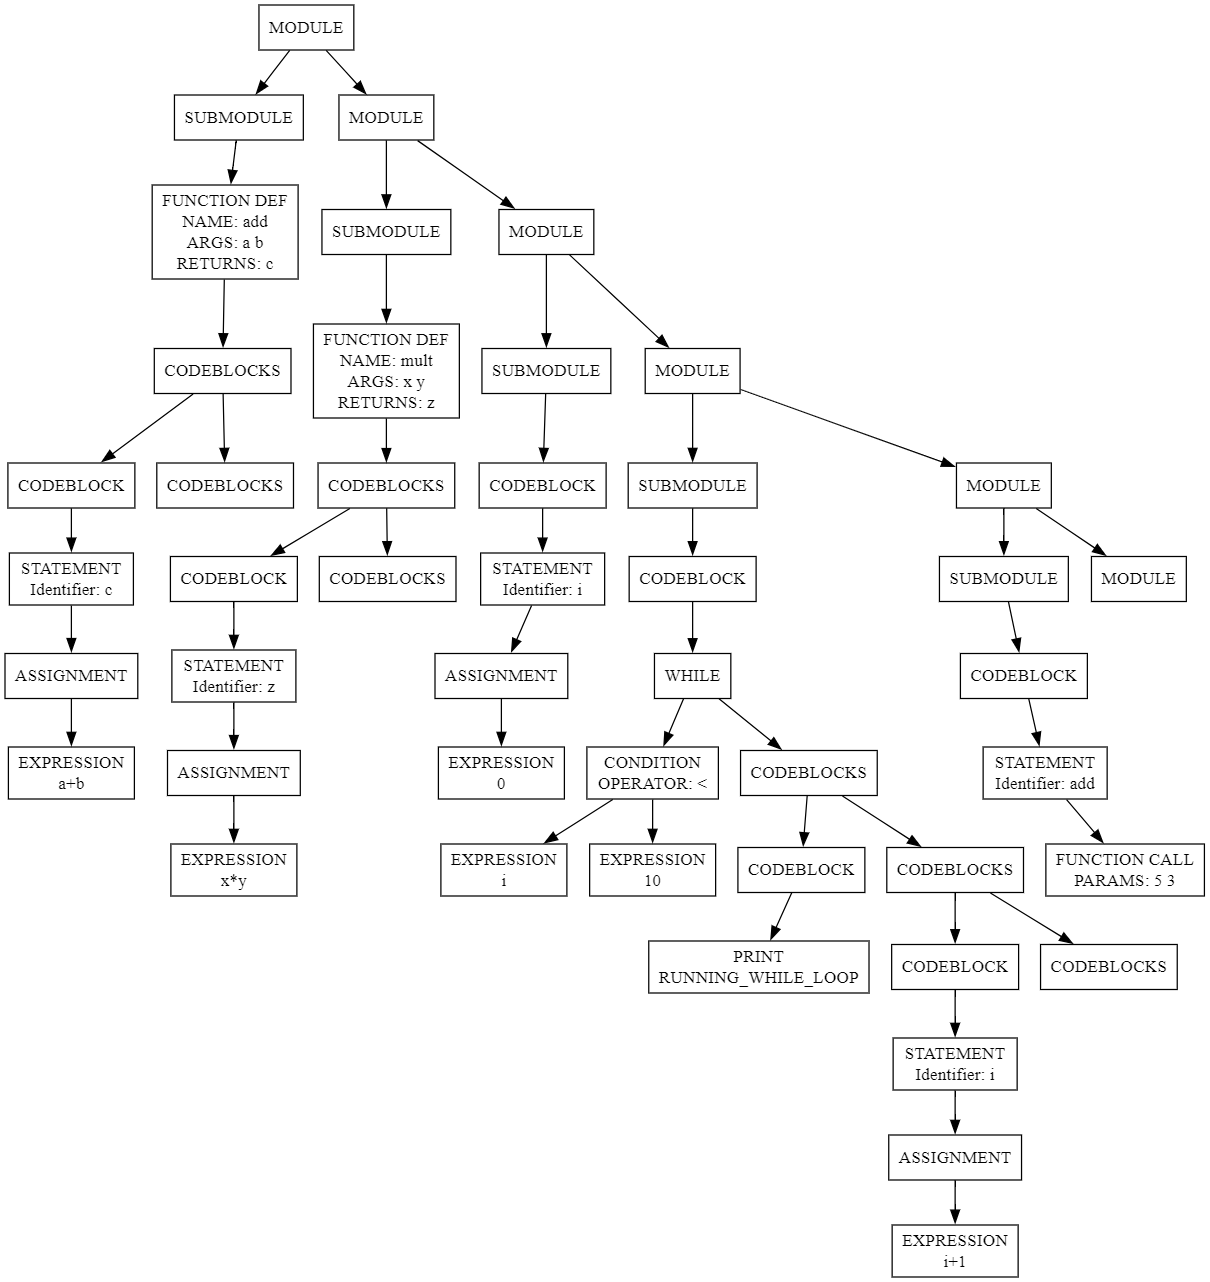 MODULE
SUBMODULE
MODULE
FUNCTION DEF
NAME: add
ARGS: a b
RETURNS: c
SUBMODULE
MODULE
FUNCTION DEF
NAME: mult
ARGS: x y
RETURNS: z
CODEBLOCKS
SUBMODULE
MODULE
CODEBLOCK
CODEBLOCKS
CODEBLOCKS
CODEBLOCK
SUBMODULE
MODULE
STATEMENT
Identifier: c
CODEBLOCK
CODEBLOCKS
STATEMENT
Identifier: i
CODEBLOCK
SUBMODULE
MODULE
ASSIGNMENT
STATEMENT
Identifier: z
ASSIGNMENT
WHILE
CODEBLOCK
EXPRESSION
a+b
ASSIGNMENT
EXPRESSION
0
CONDITION
OPERATOR: <
CODEBLOCKS
STATEMENT
Identifier: add
EXPRESSION
x*y
EXPRESSION
i
EXPRESSION
10
CODEBLOCK
CODEBLOCKS
FUNCTION CALL
PARAMS: 5 3
PRINT
RUNNING_WHILE_LOOP
CODEBLOCK
CODEBLOCKS
STATEMENT
Identifier: i
ASSIGNMENT
EXPRESSION
i+1